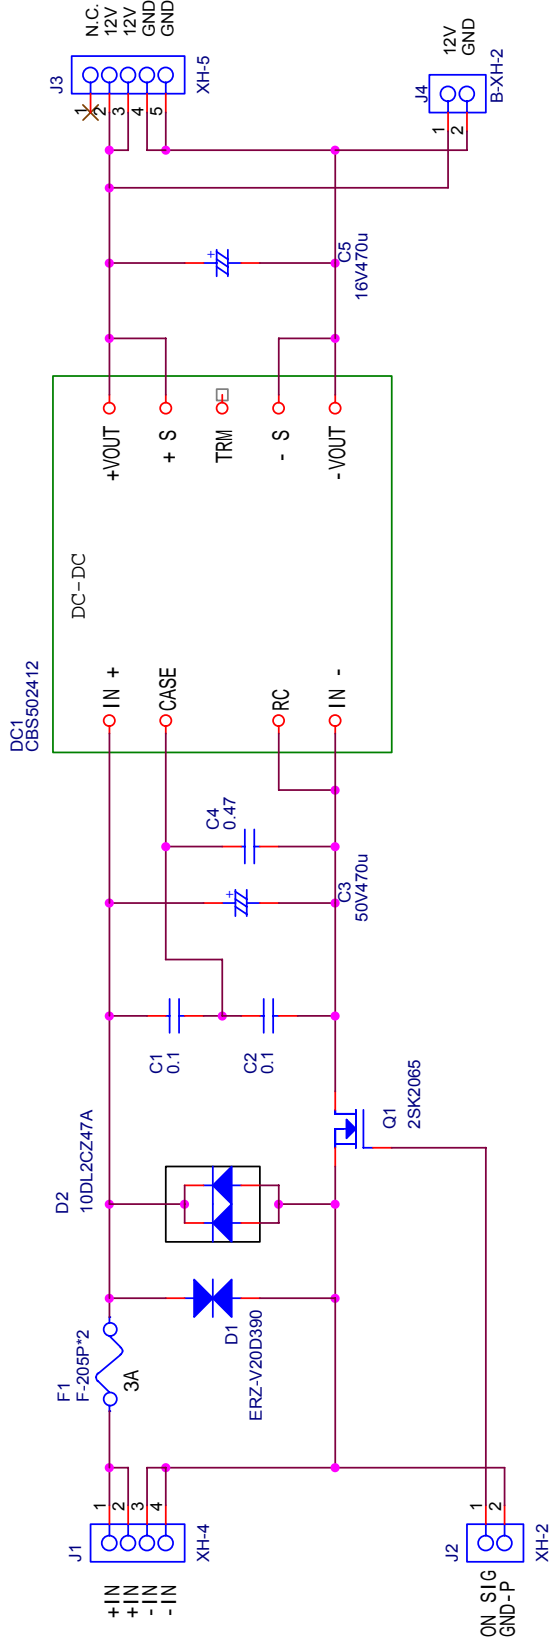 N.C.
12V
12V
GND
GND
J3
XH-5
1
2
3
4
5
12V
GND
J4
B-XH-2
1
2
C5
16V470u
+
+VOUT
+ S
TRM
- S
-VOUT
DC-DC
DC1
CBS502412
IN +
CASE
RC
IN -
C4
0.47
+
C3
50V470u
C1
0.1
C2
0.1
Q1
2SK2065
D2
10DL2CZ47A
D1
ERZ-V20D390
F1
F-205P*2
3A
J1
XH-4
1
2
3
4
+IN
+IN
-IN
-IN
J2
XH-2
1
2
ON SIG
GND-P